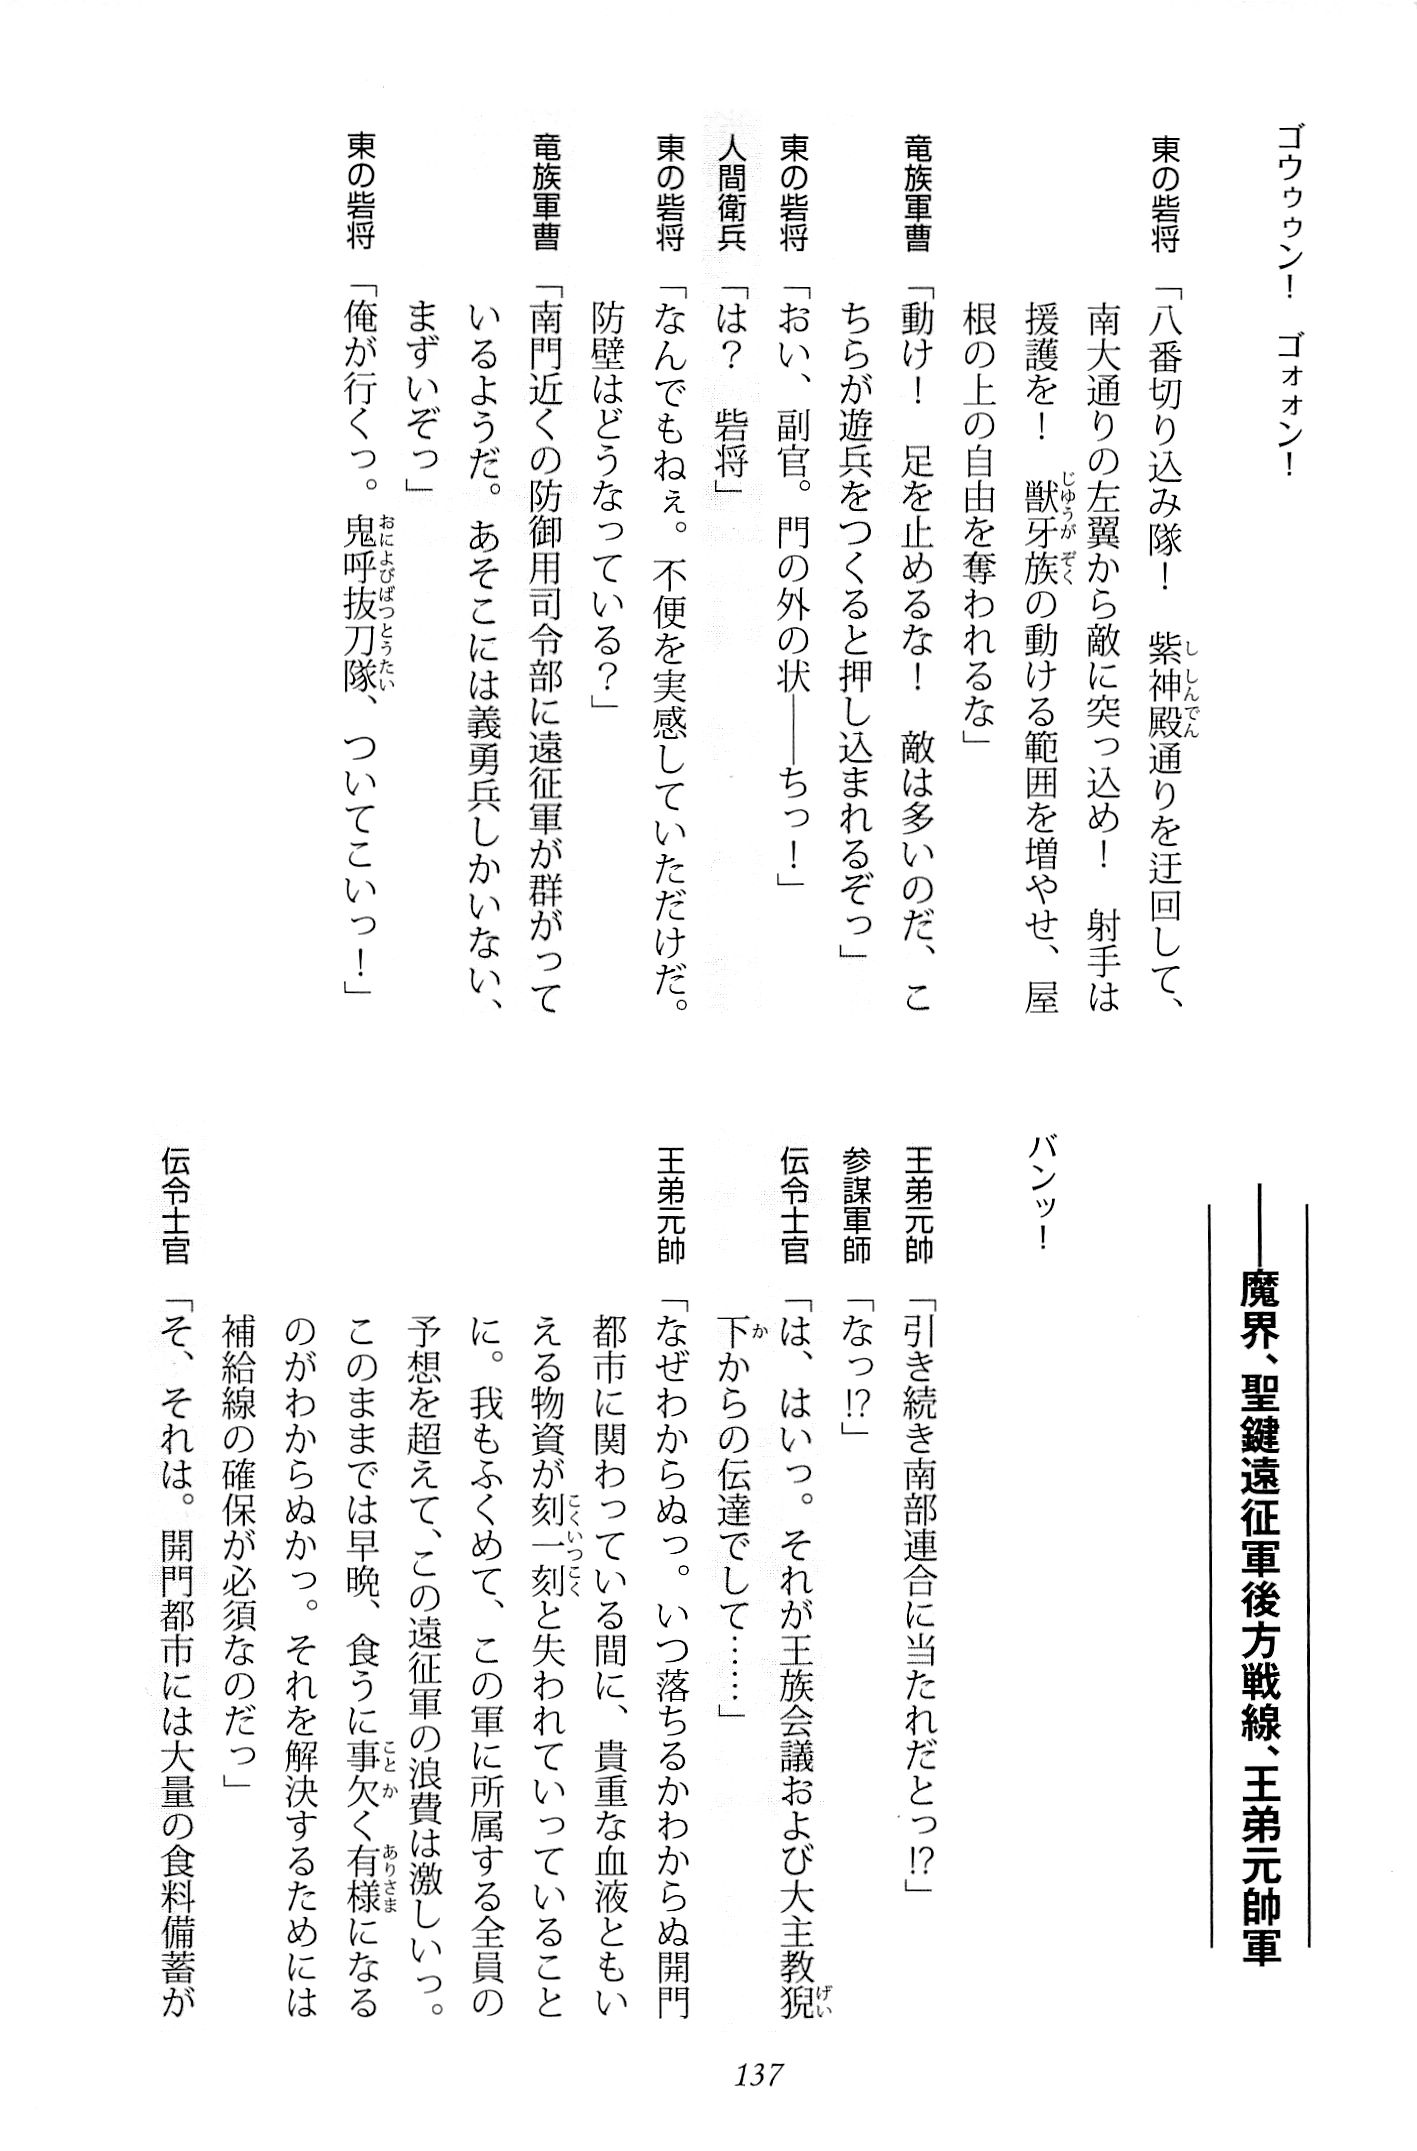 ゴウゥゥン！　ゴォォン！
東の砦将「八番切り込み隊！　紫神殿通りを迂回して、
南大通りの左翼から敵に突っ込め！　射手は
援護を！　獣牙族の動ける範囲を増やせ、屋
根の上の自由を奪われるな」
竜族軍曹「動け！　足を止めるな！　敵は多いのだ、こ
ちらが遊兵をつくると押し込まれるぞっ」
東の砦将「おい、副官。門の外の状――ちっ！」
人間衛兵「は？　砦将」
東の砦将「なんでもねぇ。不便を実感していただけだ。
防壁はどうなっている？」
竜族軍曹「南門近くの防御用司令部に遠征軍が群がって
いるようだ。あそこには義勇兵しかいない、
まずいぞっ」
東の砦将「俺が行くっ。鬼呼抜刀隊、ついてこいっ！」
――魔界、聖鍵遠征軍後方戦線、王弟元帥軍
バンッ！
王弟元帥「引き続き南部連合に当たれだとっ!?」
参謀軍師「なっ!?」
伝令士官「は、はいっ。それが王族会議および大主教猊
下からの伝達でして……」
王弟元帥「なぜわからぬっ。いつ落ちるかわからぬ開門
都市に関わっている間に、貴重な血液ともい
える物資が刻一刻と失われていっていること
に。我もふくめて、この軍に所属する全員の
予想を超えて、この遠征軍の浪費は激しいっ。
このままでは早晩、食うに事欠く有様になる
のがわからぬかっ。それを解決するためには
補給線の確保が必須なのだっ」
伝令士官「そ、それは。開門都市には大量の食料備蓄が
137